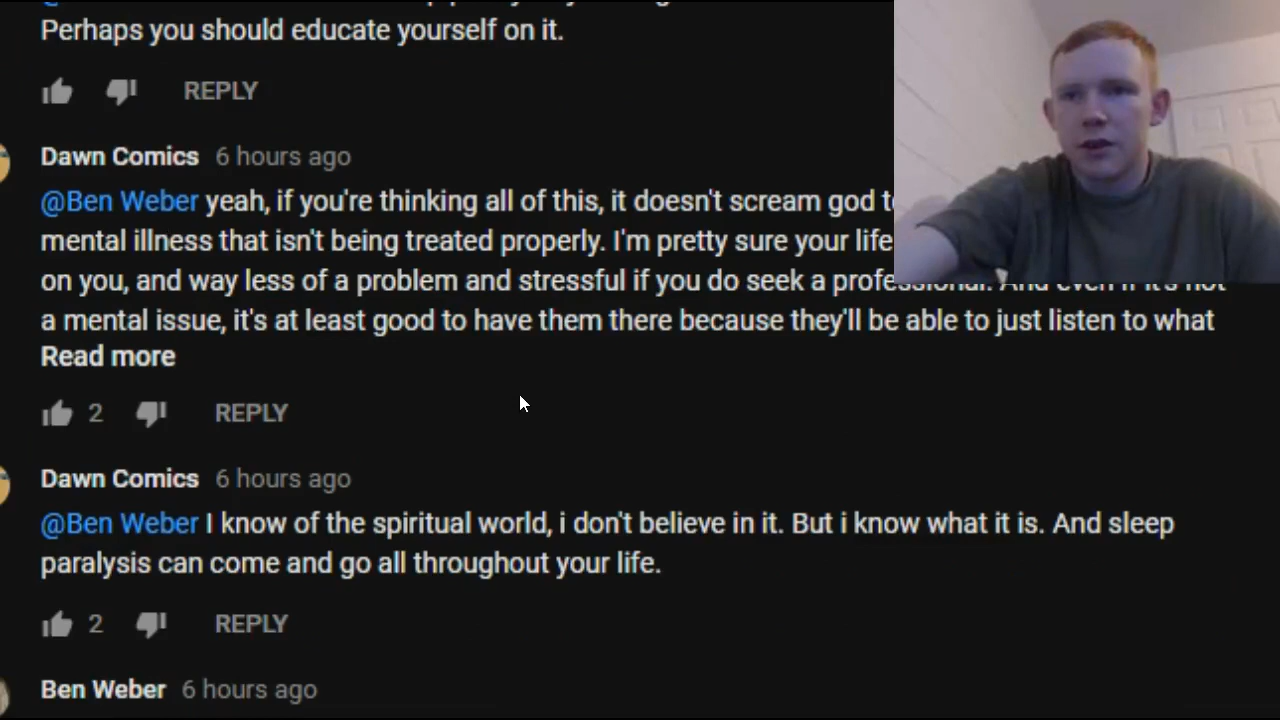 Perhaps you should educate yourself on it.
REPLY
Dawn Comics 6 hours ago
@Ben Weber yeah, if you're thinking all of this, it doesn't scream god
mental illness that isn't being treated properly. I'm pretty sure your life
on you, and way less of a problem and stressful if you do seek a professional. And even if it's not
a mental issue, it's at least good to have them there because they'll be able to just listen to what
Read more
2 REPLY
Dawn Comics 6 hours ago
@Ben Weber I know of the spiritual world, i don't believe in it. But i know what it is. And sleep
paralysis can come and go all throughout your life.
2 REPLY
Ben Weber 6 hours ago